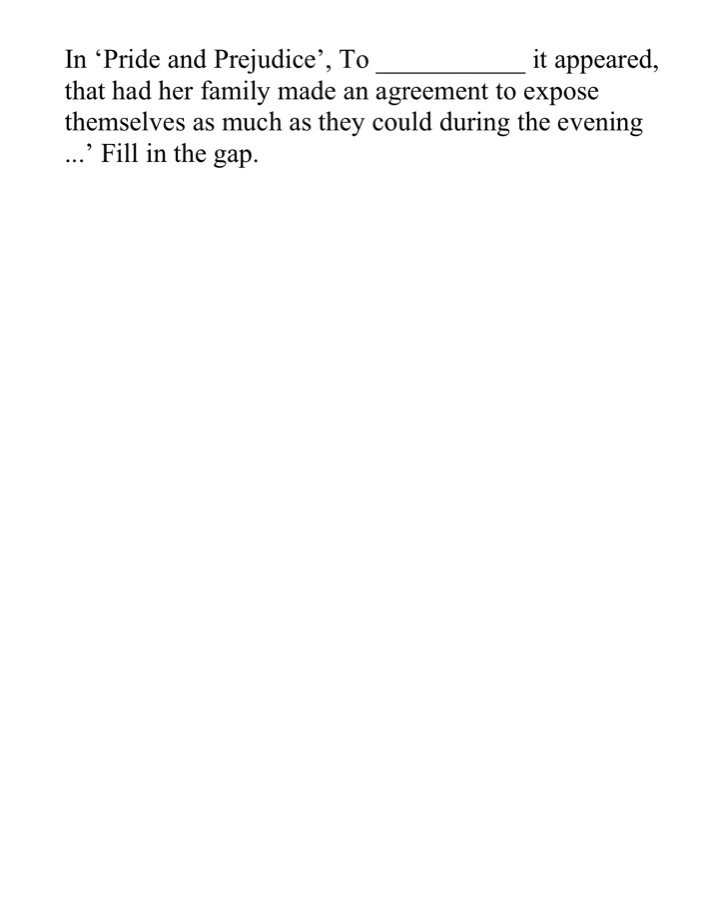 In ‘Pride and Prejudice’, To ___________ it appeared,
that had her family made an agreement to expose
themselves as much as they could during the evening
...’ Fill in the gap.